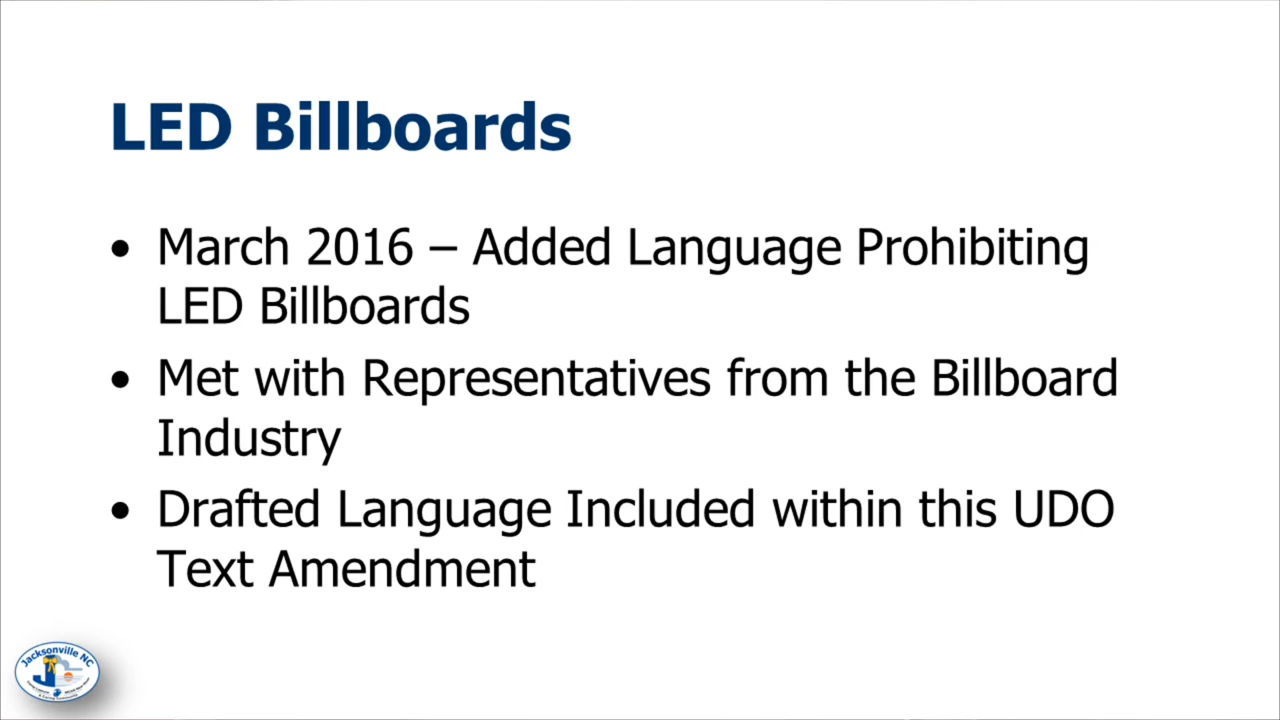 LED Billboards
• March 2016 – Added Language Prohibiting
LED Billboards
• Met with Representatives from the Billboard
Industry
• Drafted Language Included within this UDO
Text Amendment
Jacksonville NC